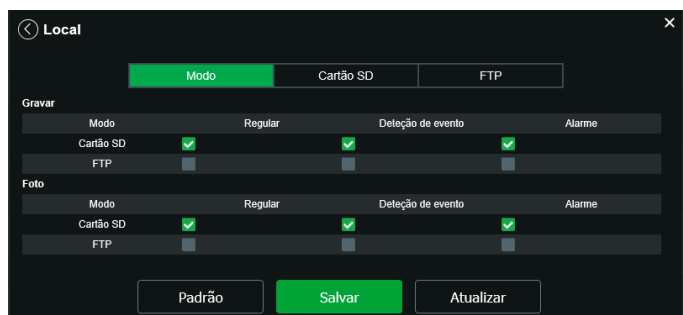 Local
Modo Cartão SD FTP
Gravar
Modo Regular Deteção de evento Alarme
Cartão SD
FTP
Foto
Modo Regular Deteção de evento Alarme
Cartão SD
FTP
Padrão Salvar Atualizar